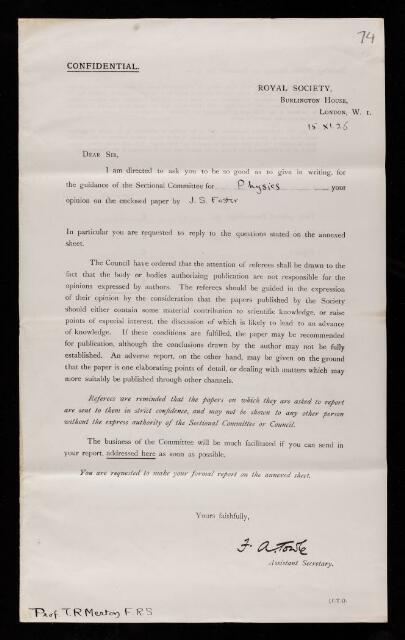 74
CONFIDENTIAL.
ROYAL SOCIETY,
BURLINGTON HOUSE,
LONDON, W. 1.
15 XI 26
DEAR SIR,
I am directed to ask you to be so good as to give in writing, for
the guidance of the Sectional Committee for Physics your
opinion on the enclosed paper by J. S. Foster
In particular you are requested to reply to the questions stated on the annexed
sheet.
The Council have ordered that the attention of referees shall be drawn to the
fact that the body or bodies authorizing publication are not responsible for the
opinions expressed by authors. The referees should be guided in the expression
of their opinion by the consideration that the papers published by the Society
should either contain some material contribution to scientific knowledge, or raise
points of especial interest, the discussion of which is likely to lead to an advance
of knowledge. If these conditions are fulfilled, the paper may be recommended
for publication, although the conclusions drawn by the author may not be fully
established. An adverse report, on the other hand, may be given on the ground
that the paper is one elaborating points of detail, or dealing with matters which may
more suitably be published through other channels.
Referees are reminded that the papers on which they are asked to report
are sent to them in strict confidence, and may not be shown to any other person
without the express authority of the Sectional Committee or Council.
The business of the Committee will be much facilitated if you can send in
your report, addressed here as soon as possible.
You are requested to make your formal report on the annexed sheet.
Yours faithfully,
F. A. Towle
Assistant Secretary.
[P.T.O.
Prof. T. R. Merton F.R.S